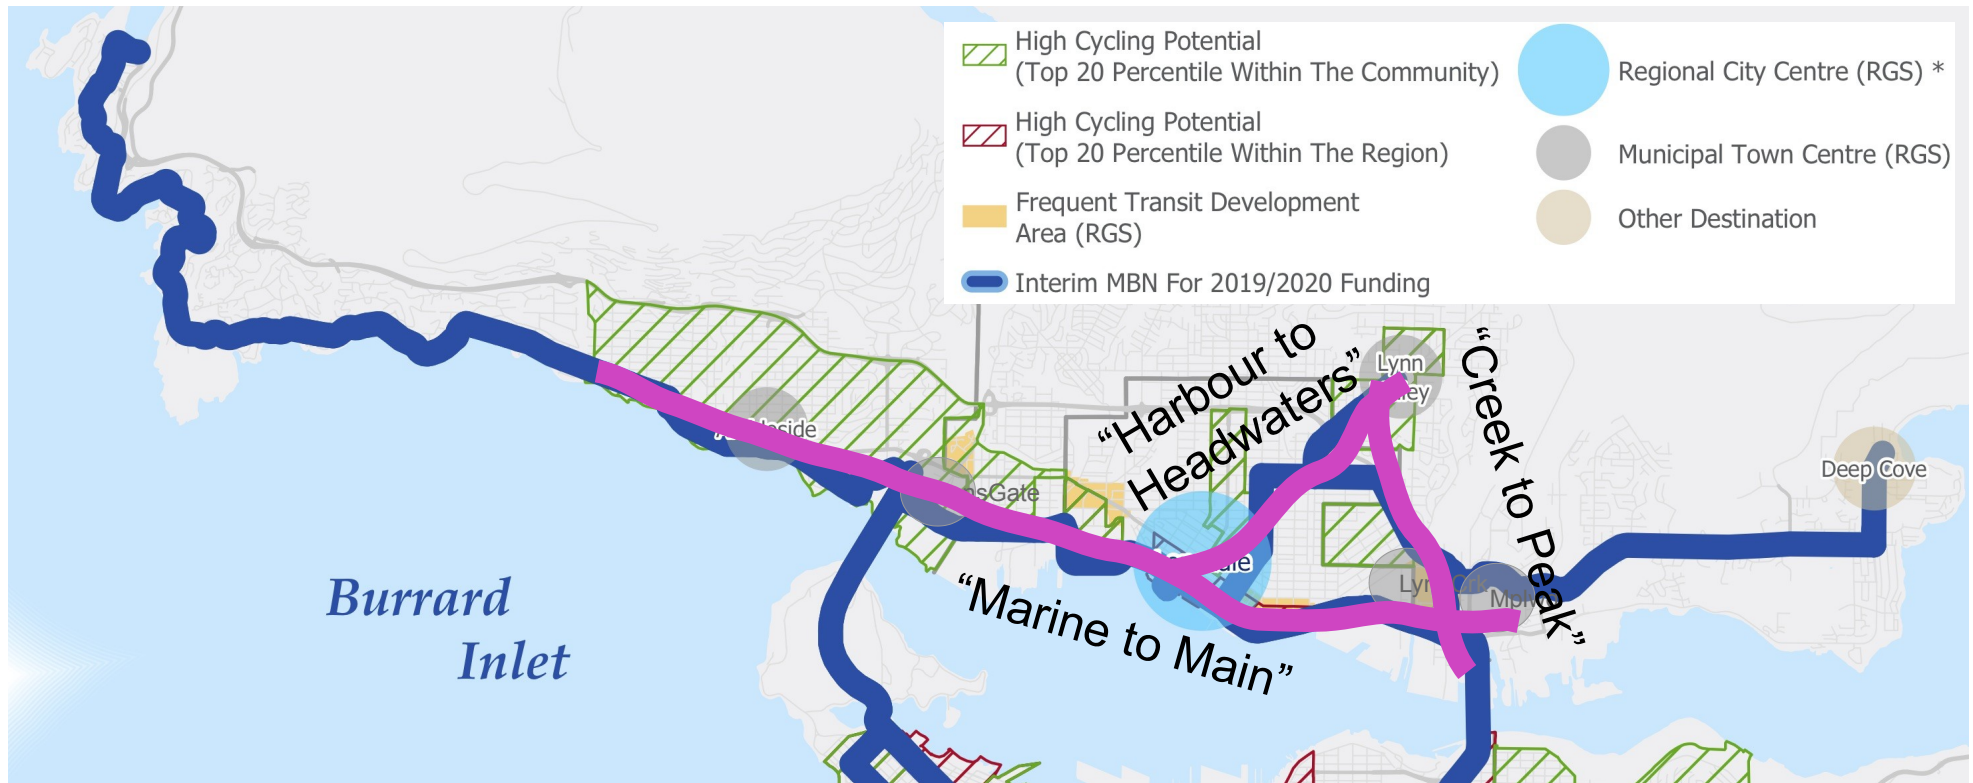 High Cycling Potential
(Top 20 Percentile Within The Community)
High Cycling Potential
(Top 20 Percentile Within The Region)
Frequent Transit Development
Area (RGS)
Interim MBN For 2019/2020 Funding
Regional City Centre (RGS) *
Municipal Town Centre (RGS)
Other Destination
“Harbour to
Headwaters”
“Creek to Peak”
“Marine to Main”
Lynn
Deep Cove
Burrard
Inlet